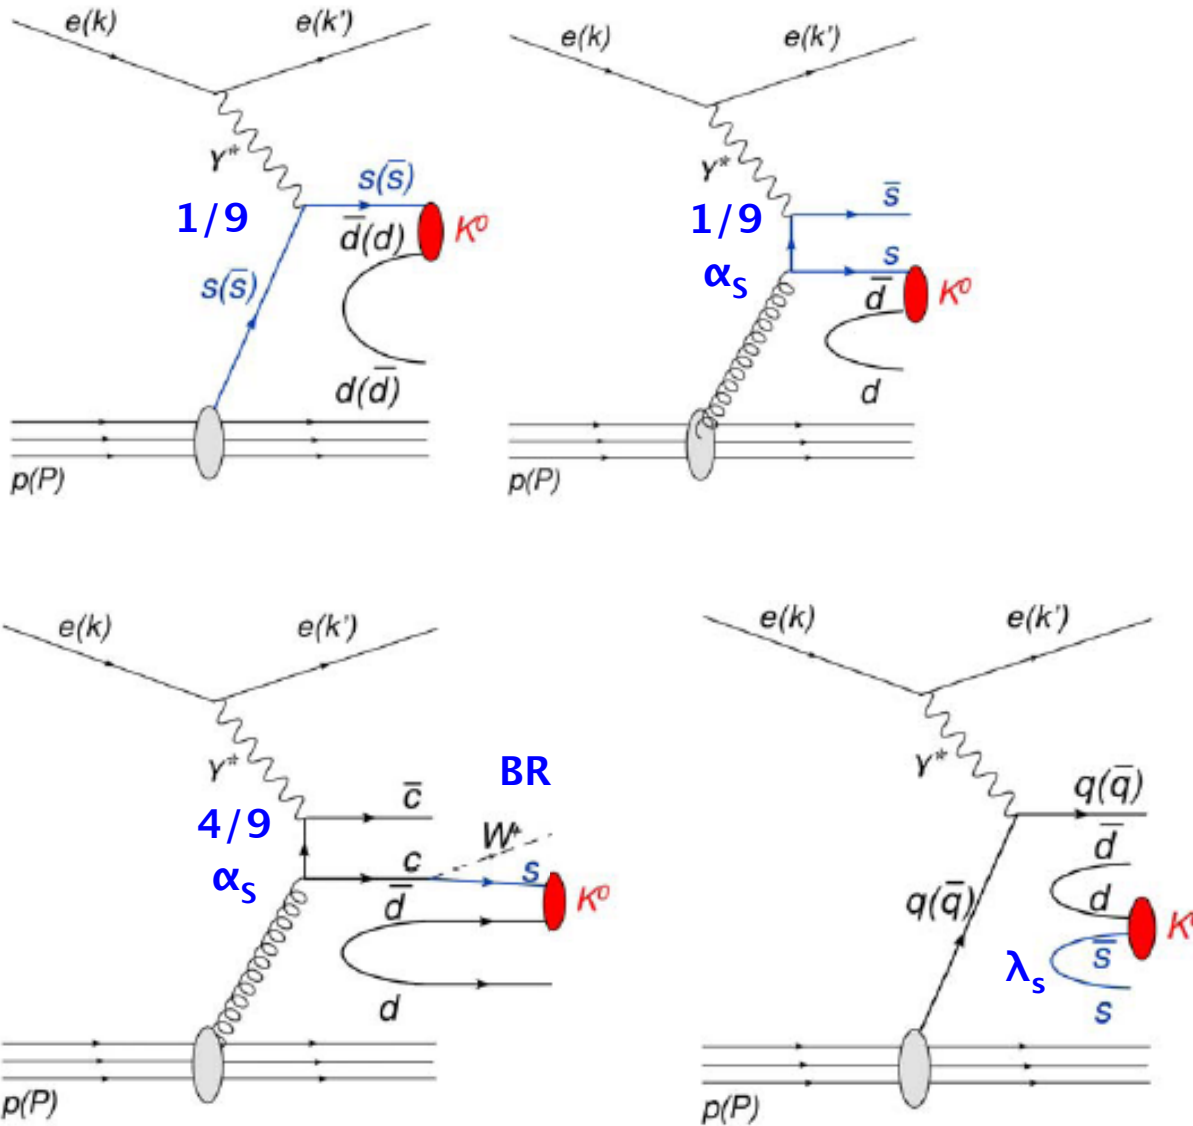 e(k)
e(k')
γ*
1/9
s(s̅)
d̅(d)
K⁰
s(s̅)
d(d̅)
p(P)
e(k)
e(k')
γ*
1/9
αS
s̅
s
d̅
K⁰
d
p(P)
e(k)
e(k')
γ*
4/9
αS
c̅
BR
W⁺
c
s
d̅
K⁰
d
p(P)
e(k)
e(k')
γ*
q(q̅)
d̅
q(q̅)
d
λs
s̅
s
p(P)